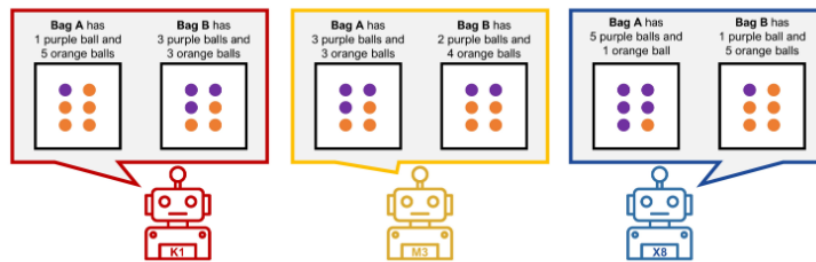 Bag A has
1 purple ball and
5 orange balls
Bag B has
3 purple balls and
3 orange balls
Bag A has
3 purple balls and
3 orange balls
Bag B has
2 purple balls and
4 orange balls
Bag A has
5 purple balls and
1 orange ball
Bag B has
1 purple ball and
5 orange balls
K1
M3
X8